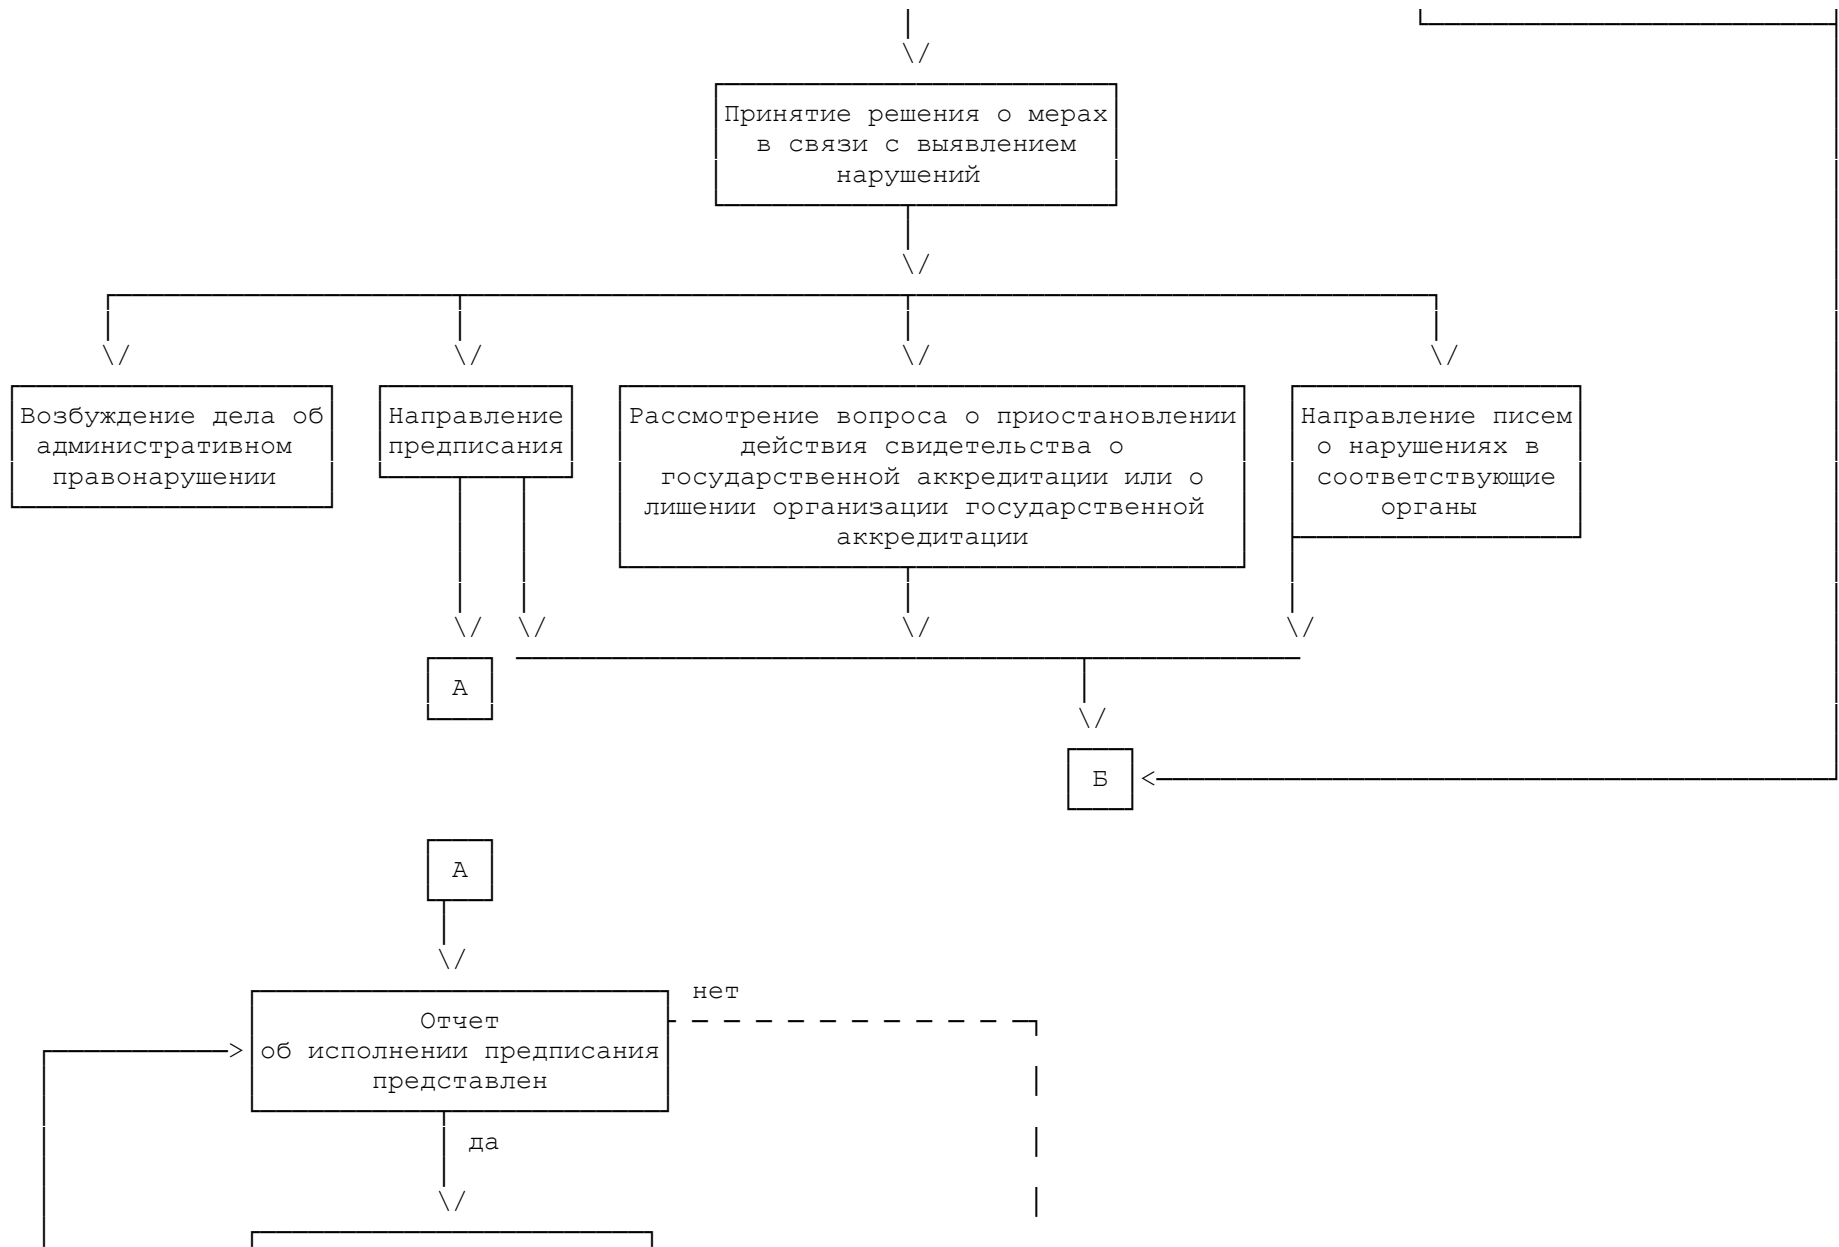 Принятие решения о мерах
в связи с выявлением
нарушений
Возбуждение дела об
административном
правонарушении
Направление
предписания
Рассмотрение вопроса о приостановлении
действия свидетельства о
государственной аккредитации или о
лишении организации государственной
аккредитации
Направление писем
о нарушениях в
соответствующие
органы
А
Б
А
нет
Отчет
об исполнении предписания
представлен
да